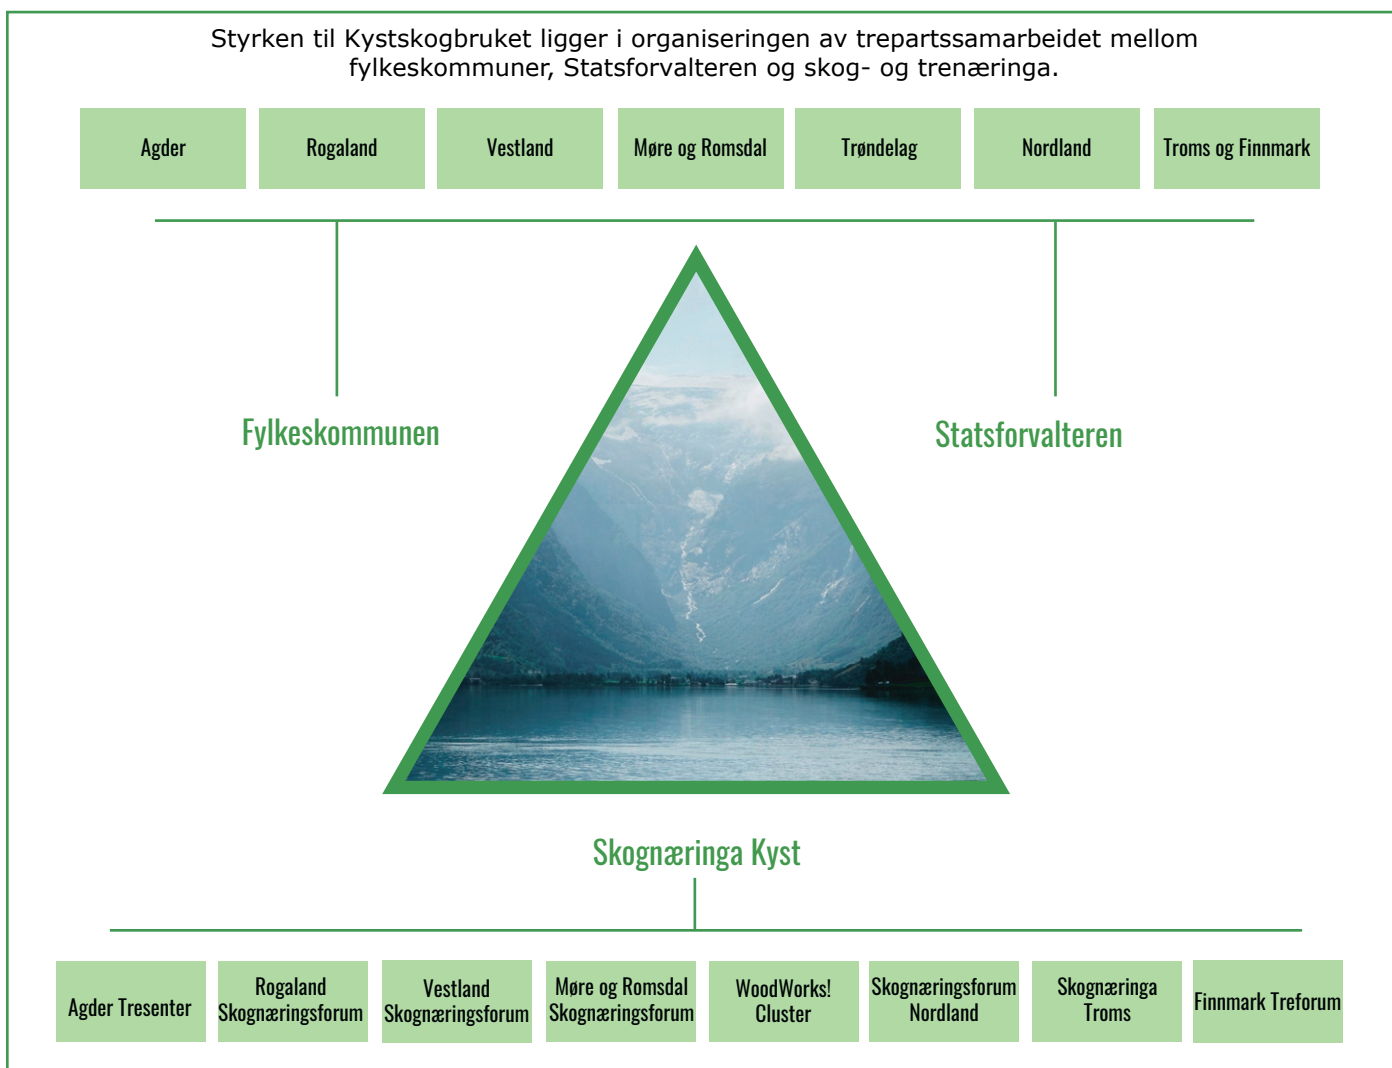 Styrken til Kystskogbruket ligger i organiseringen av trepartssamarbeidet mellom
fylkeskommuner, Statsforvalteren og skog- og trenæringa.
Agder
Rogaland
Vestland
Møre og Romsdal
Trøndelag
Nordland
Troms og Finnmark
Fylkeskommunen
Statsforvalteren
Skognæringa Kyst
Agder Tresenter
Rogaland
Skognæringsforum
Vestland
Skognæringsforum
Møre og Romsdal
Skognæringsforum
WoodWorks!
Cluster
Skognæringsforum
Nordland
Skognæringa
Troms
Finnmark Treforum